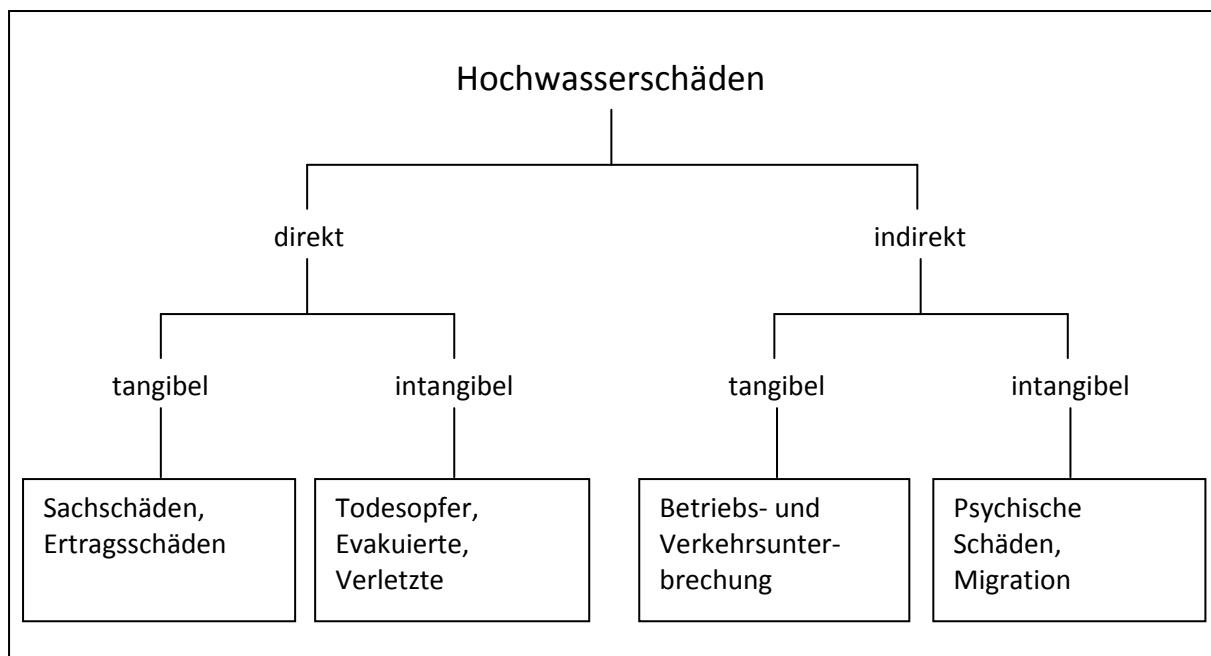 Hochwasserschäden
direkt
indirekt
tangibel
intangibel
tangibel
intangibel
Sachschäden,
Ertragsschäden
Todesopfer,
Evakuierte,
Verletzte
Betriebs- und
Verkehrsunter-
brechung
Psychische
Schäden,
Migration